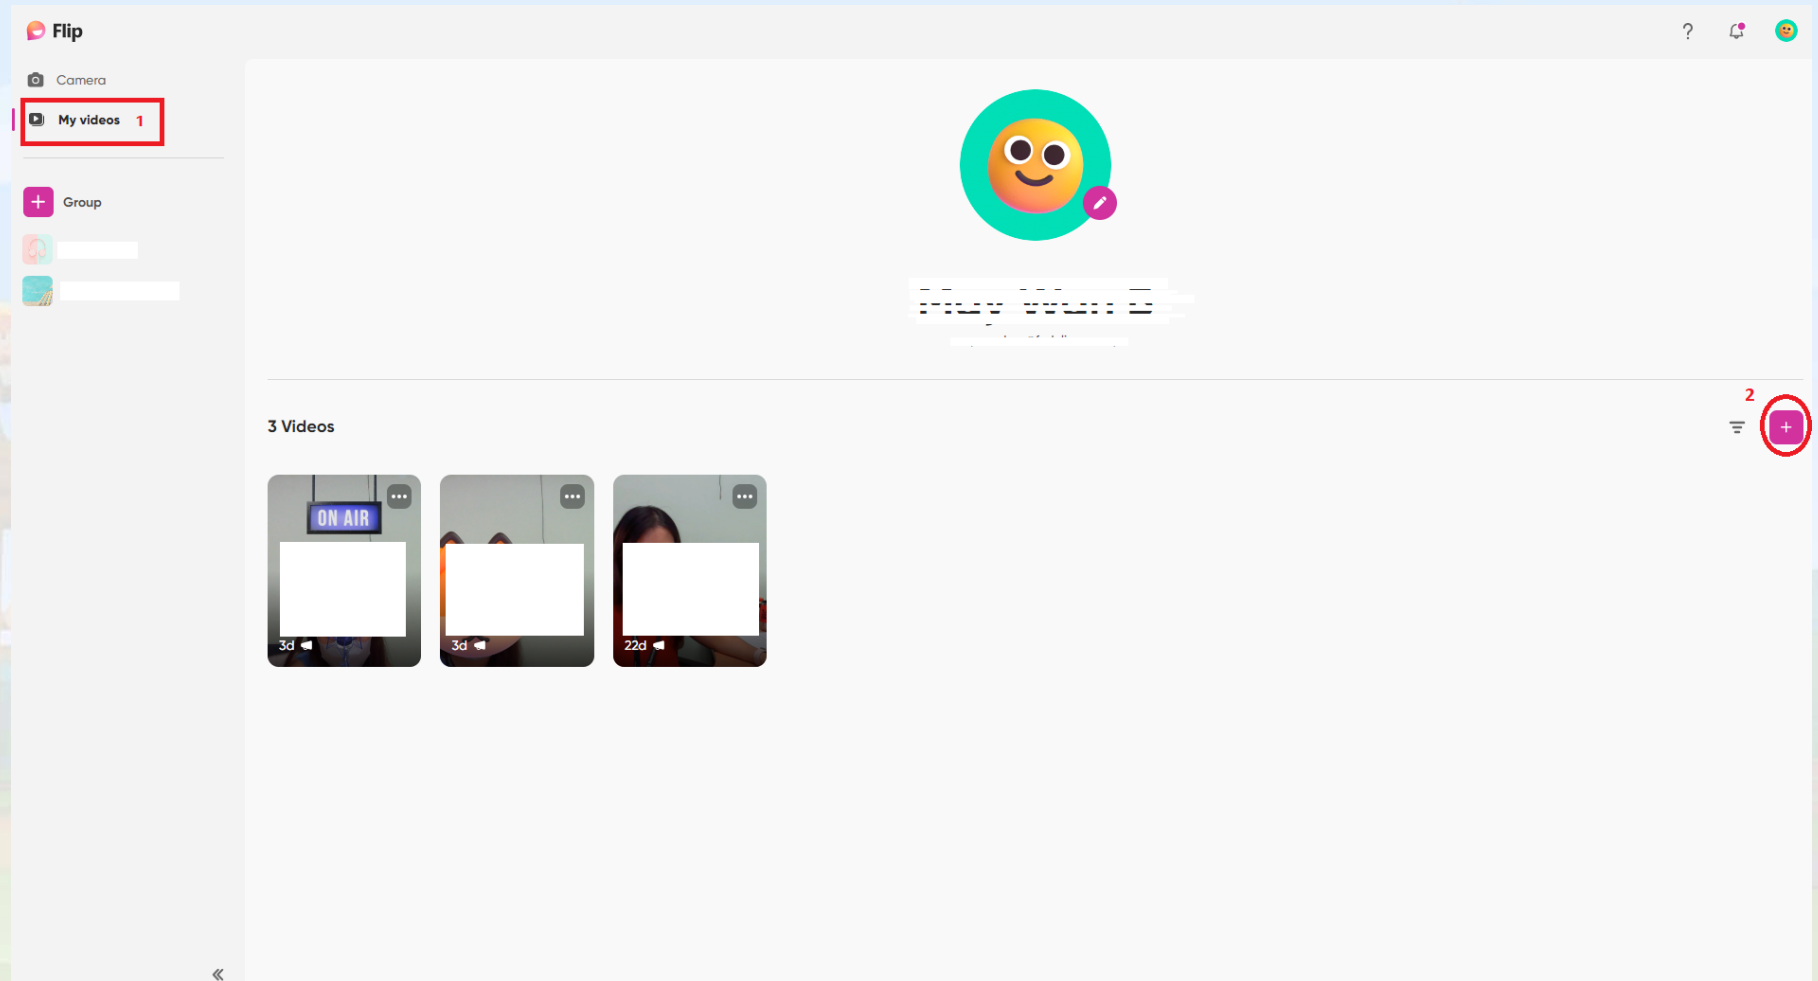 Flip
?
Camera
My videos 1
+ Group
2
3 Videos
+
ON AIR
3d
3d
22d